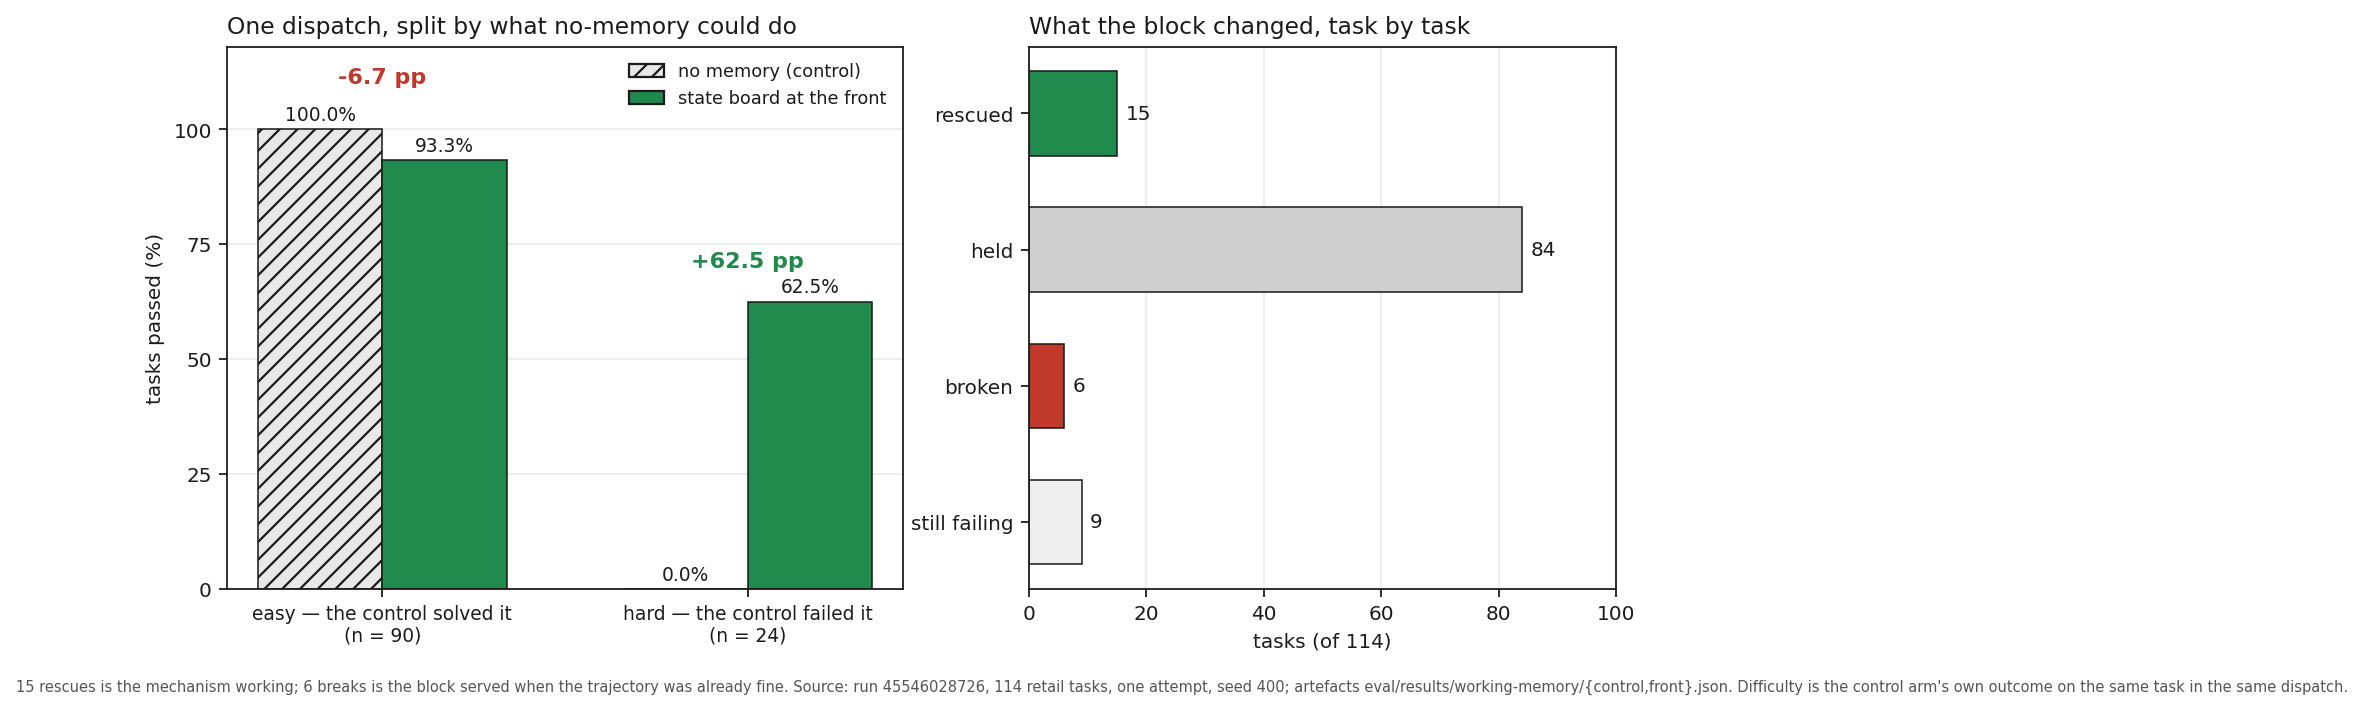 One dispatch, split by what no-memory could do
-6.7 pp
no memory (control)
state board at the front
100.0%
93.3%
+62.5 pp
62.5%
0.0%
tasks passed (%)
100
75
50
25
0
easy — the control solved it
(n = 90)
hard — the control failed it
(n = 24)
What the block changed, task by task
rescued
15
held
84
broken
6
still failing
9
0 20 40 60 80 100
tasks (of 114)
15 rescues is the mechanism working; 6 breaks is the block served when the trajectory was already fine. Source: run 45546028726, 114 retail tasks, one attempt, seed 400; artefacts eval/results/working-memory/{control,front}.json. Difficulty is the control arm's own outcome on the same task in the same dispatch.